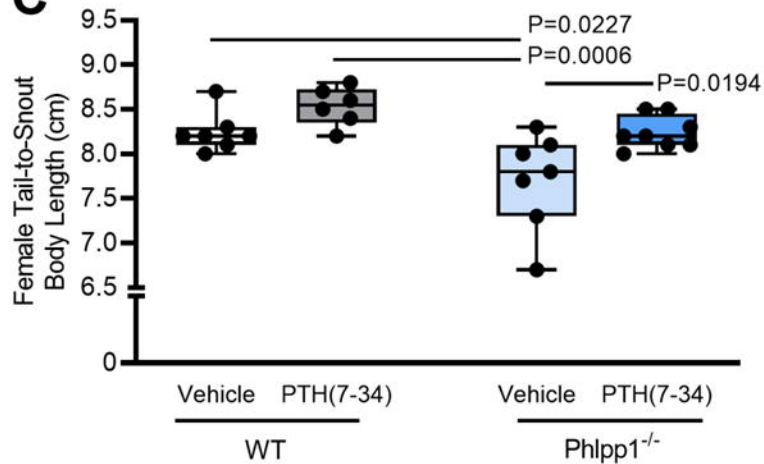 C
9.5
P=0.0227
9.0
P=0.0006
P=0.0194
8.5
8.0
7.5
7.0
6.5
0
Female Tail-to-Snout
Body Length (cm)
Vehicle PTH(7-34) Vehicle PTH(7-34)
WT Phlpp1-/-